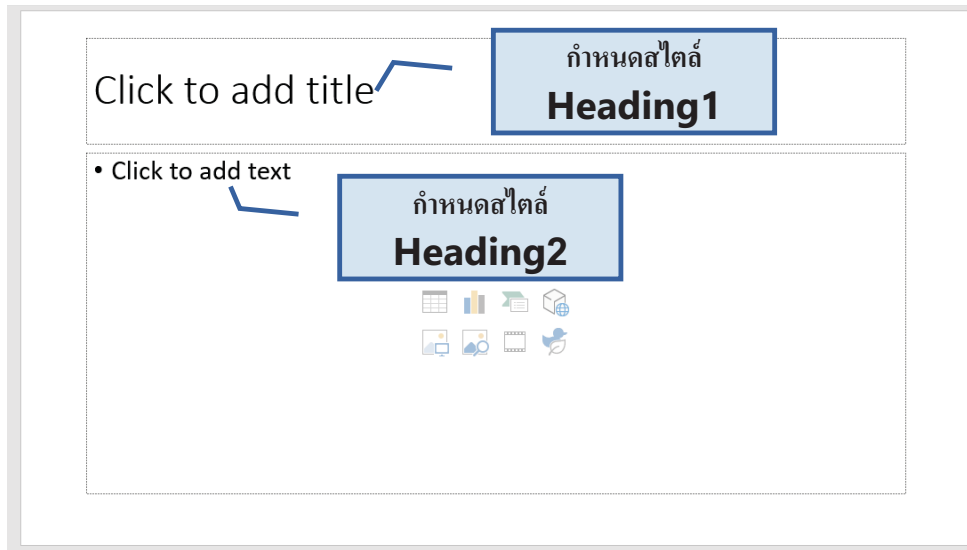 Click to add title
กำหนดสไตล์
Heading1
• Click to add text
กำหนดสไตล์
Heading2